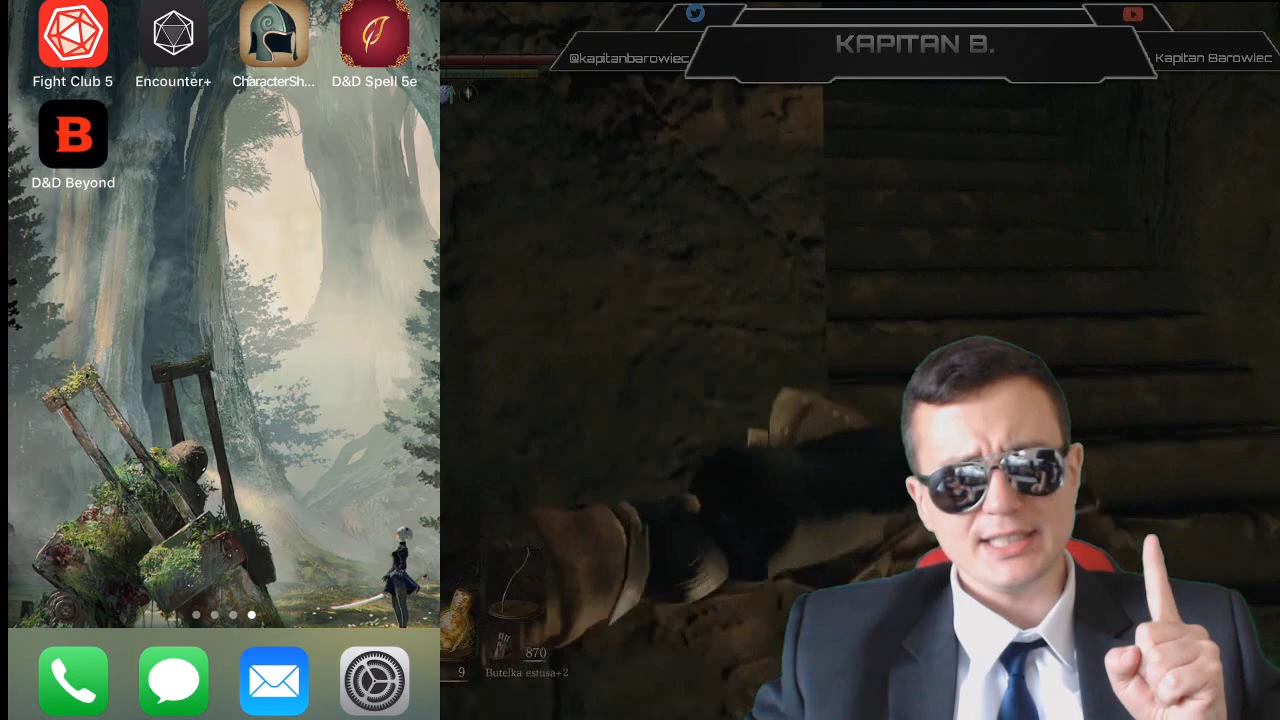 Fight Club 5
Encounter+
CharacterSh...
D&D Spell 5e
B
D&D Beyond
KAPITAN B.
@kapitanbarowiec
Kapitan Barowiec
870
9
Butelka estusa+2